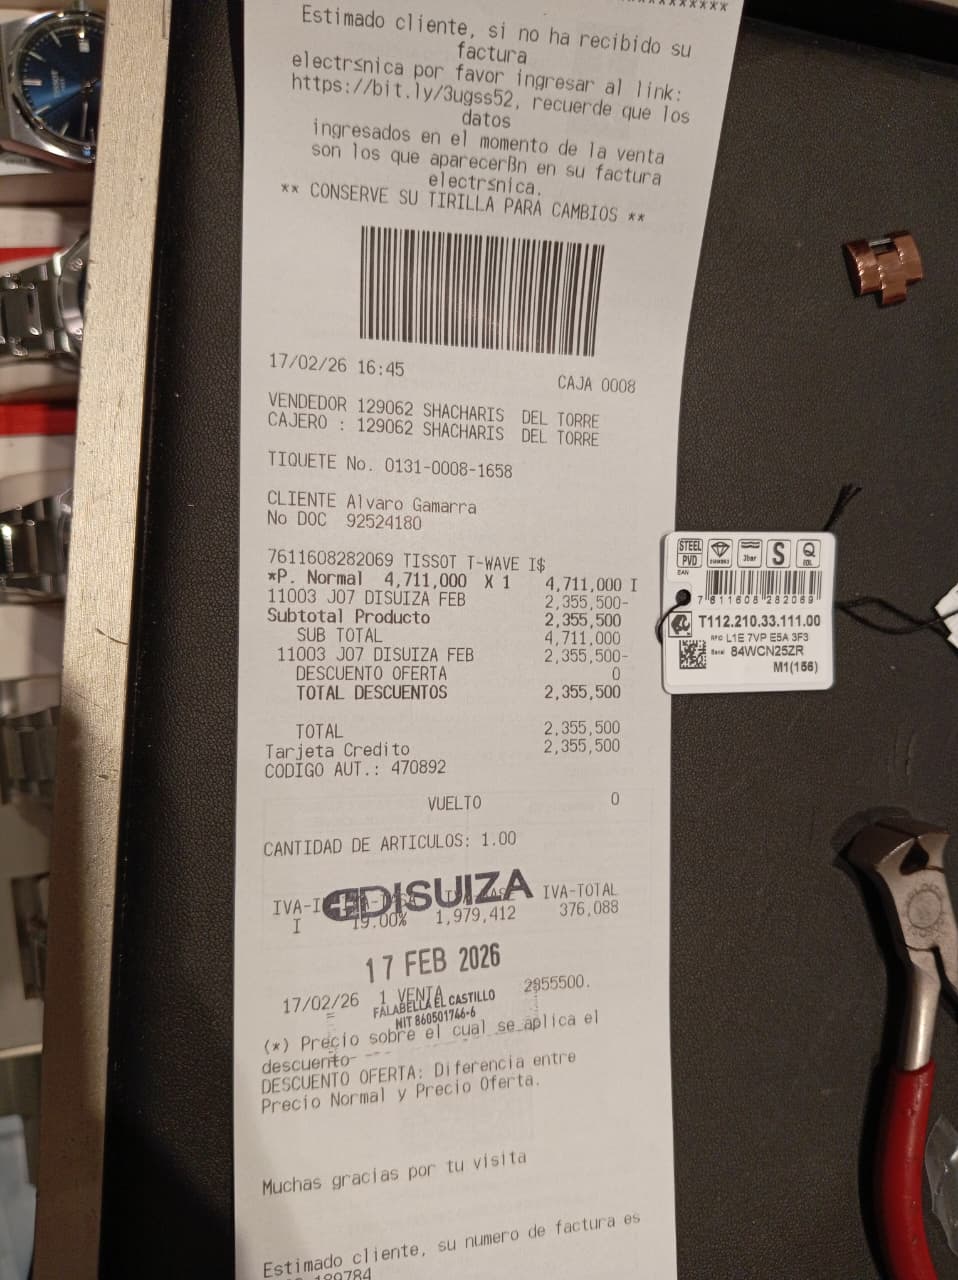 Estimado cliente, si no ha recibido su
factura
electrsnica por favor ingresar al link:
https://bit.ly/3ugss52, recuerde que los
datos
ingresados en el momento de la venta
son los que aparecerßn en su factura
electrsnica.
** CONSERVE SU TIRILLA PARA CAMBIOS **
17/02/26 16:45
CAJA 0008
VENDEDOR 129062 SHACHARIS DEL TORRE
CAJERO : 129062 SHACHARIS DEL TORRE
TIQUETE No. 0131-0008-1658
CLIENTE Alvaro Gamarra
No DOC 92524180
7611608282069 TISSOT T-WAVE I$
*P. Normal 4,711,000 X 1 4,711,000 I
11003 J07 DISUIZA FEB 2,355,500-
Subtotal Producto 2,355,500
SUB TOTAL 4,711,000
11003 J07 DISUIZA FEB 2,355,500-
DESCUENTO OFERTA 0
TOTAL DESCUENTOS 2,355,500
TOTAL 2,355,500
Tarjeta Credito 2,355,500
CODIGO AUT.: 470892
VUELTO 0
CANTIDAD DE ARTICULOS: 1.00
DISUIZA
IVA-TOTAL
I 19.00% 1,979,412 376,088
17 FEB 2026
17/02/26 1 VENTA
FALABELLA EL CASTILLO
NIT 860501746-6
(*) Precio sobre el cual se aplica el
descuento
DESCUENTO OFERTA: Diferencia entre
Precio Normal y Precio Oferta.
Muchas gracias por tu visita
Estimado cliente, su numero de factura es
STEEL
PVD
3bar
S
Q
COL
EAN
7 611608 282069
T112.210.33.111.00
L1E 7VP E5A 3F3
Serial 84WCN25ZR
M1(156)
TISSOT